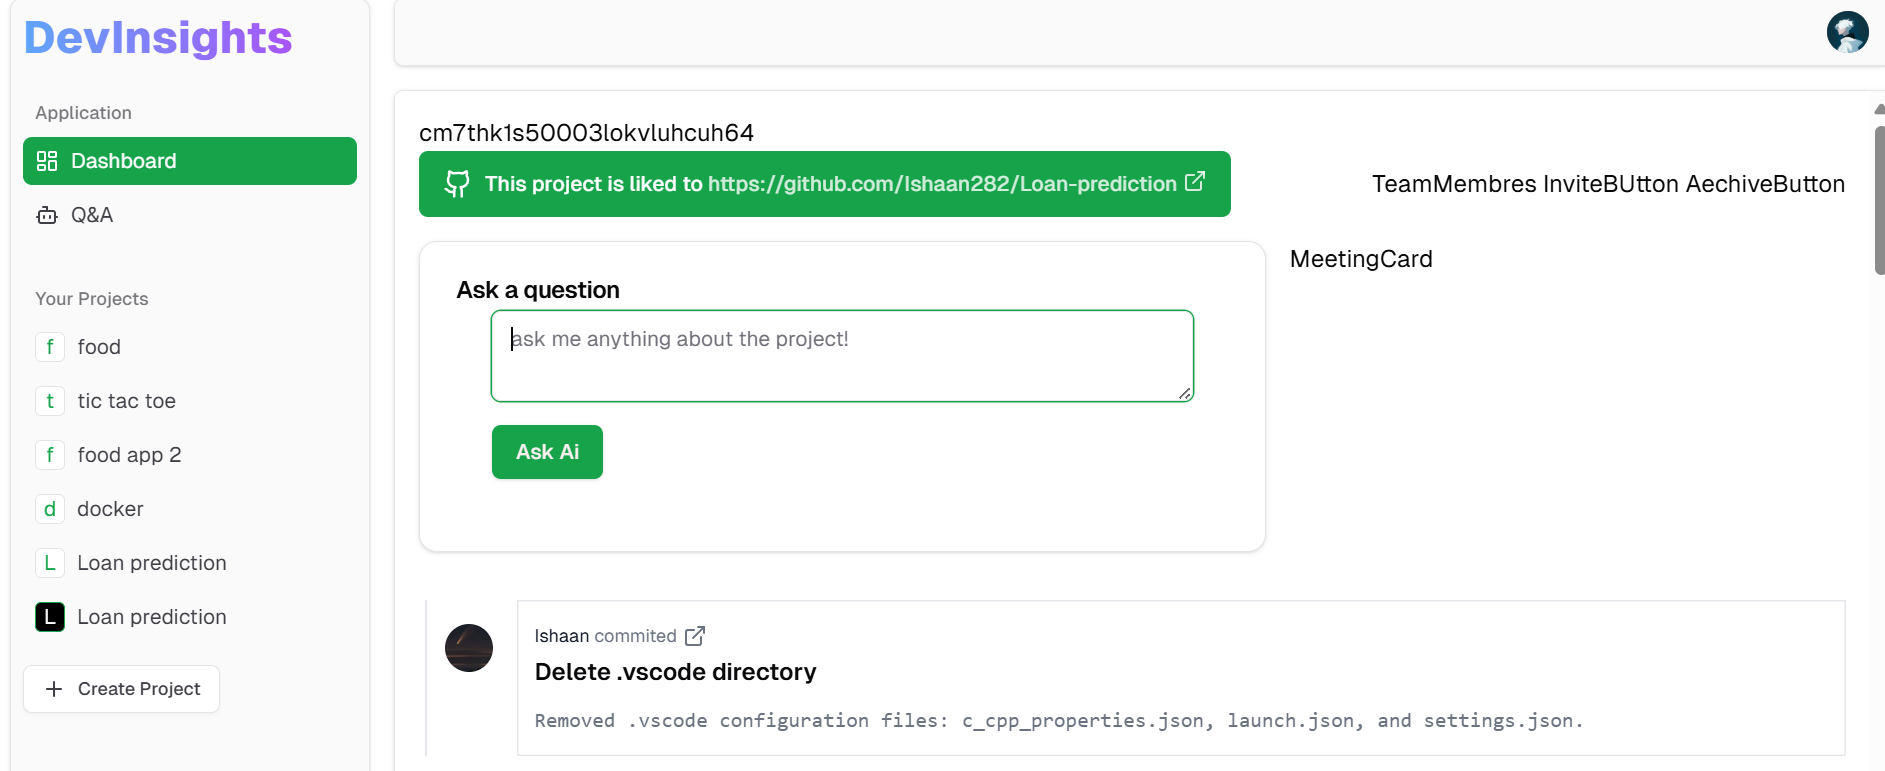 DevInsights
Application
Dashboard
Q&A
Your Projects
f food
t tic tac toe
f food app 2
d docker
L Loan prediction
L Loan prediction
Create Project
cm7thk1s50003lokvluhcuh64
This project is liked to https://github.com/Ishaan282/Loan-prediction
TeamMembres InviteBUtton AechiveButton
Ask a question
ask me anything about the project!
Ask Ai
MeetingCard
Ishaan commited
Delete .vscode directory
Removed .vscode configuration files: c_cpp_properties.json, launch.json, and settings.json.